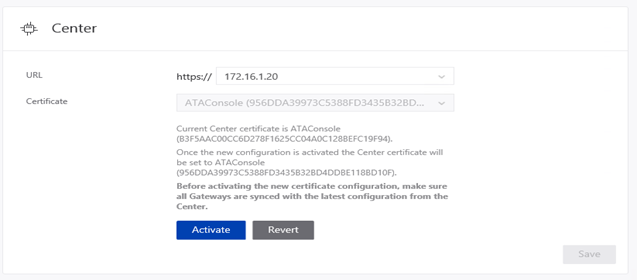 Center
URL
https:// 172.16.1.20
Certificate
ATAConsole (956DDA39973C5388FD3435B32BD...
Current Center certificate is ATAConsole
(B3F5AAC00CC6D278F1625CC04A0C128BEFC19F94).
Once the new configuration is activated the Center certificate will
be set to ATAConsole
(956DDA39973C5388FD3435B32BD4DDBE118BD10F).
Before activating the new certificate configuration, make sure
all Gateways are synced with the latest configuration from the
Center.
Activate Revert
Save